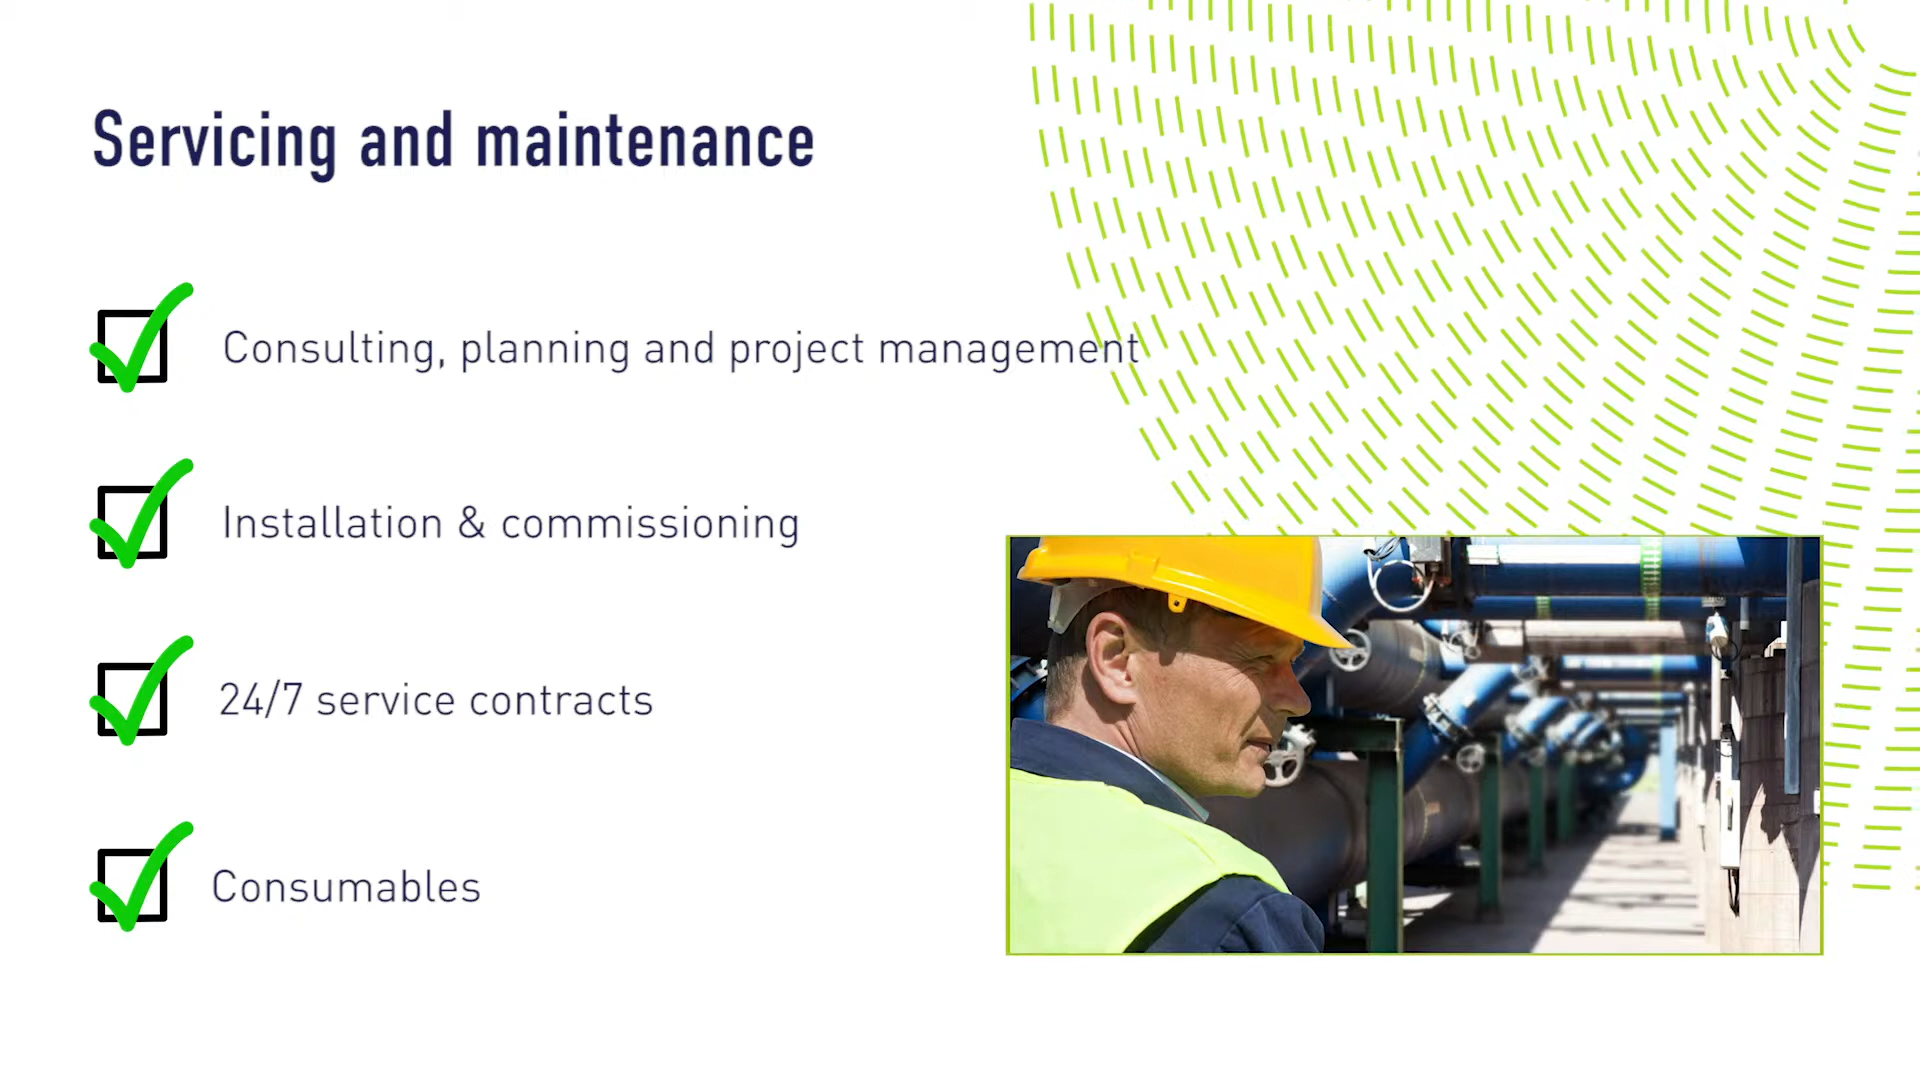 Servicing and maintenance
Consulting, planning and project management
Installation & commissioning
24/7 service contracts
Consumables